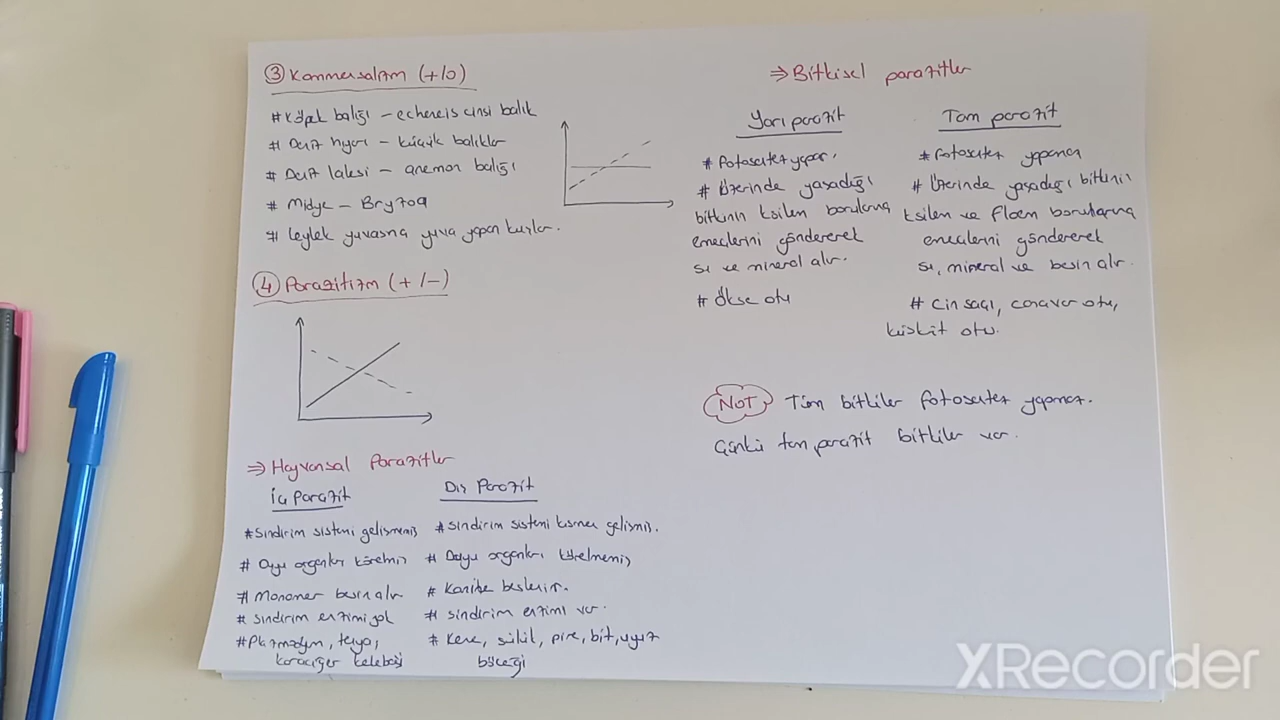 ③ Kommensalizm (+/0)
# Köpek balığı – echeneis cinsi balık
# Deniz hıyarı – küçük balıklar
# Deniz lalesi – anemon balığı
# Midye – Bryzoa
# leylek yuvasına yuva yapan kuşlar.
④ Parazitizm (+/-)
⇒ Hayvansal Parazitler
İç Parazit
# Sindirim sistemi gelişmemiş
# Duyu organları körelmiş
# Monomer besin alır
# Sindirim enzimi yok
# Plazmodyum, tenya,
karaciğer kelebeği
Dış Parazit
# Sindirim sistemi kısmen gelişmiş.
# Duyu organları körelmemiş
# Kan ile beslenir.
# Sindirim enzimi var.
# Kene, sülük, pire, bit, uyuz
böceği
⇒ Bitkisel parazitler
Yarı parazit
# Fotosentez yapar.
# Üzerinde yaşadığı
bitkinin ksilem borularına
emeçlerini göndererek
su ve mineral alır.
# Ökse otu
Tam parazit
# Fotosentez yapamaz
# Üzerinde yaşadığı bitkinin
ksilem ve floem borularına
emeçlerini göndererek
su, mineral ve besin alır.
# Cin saçı, canavar otu,
küsküt otu.
NOT Tüm bitkiler fotosentez yapamaz.
Çünkü tam parazit bitkiler var.
XRecorder